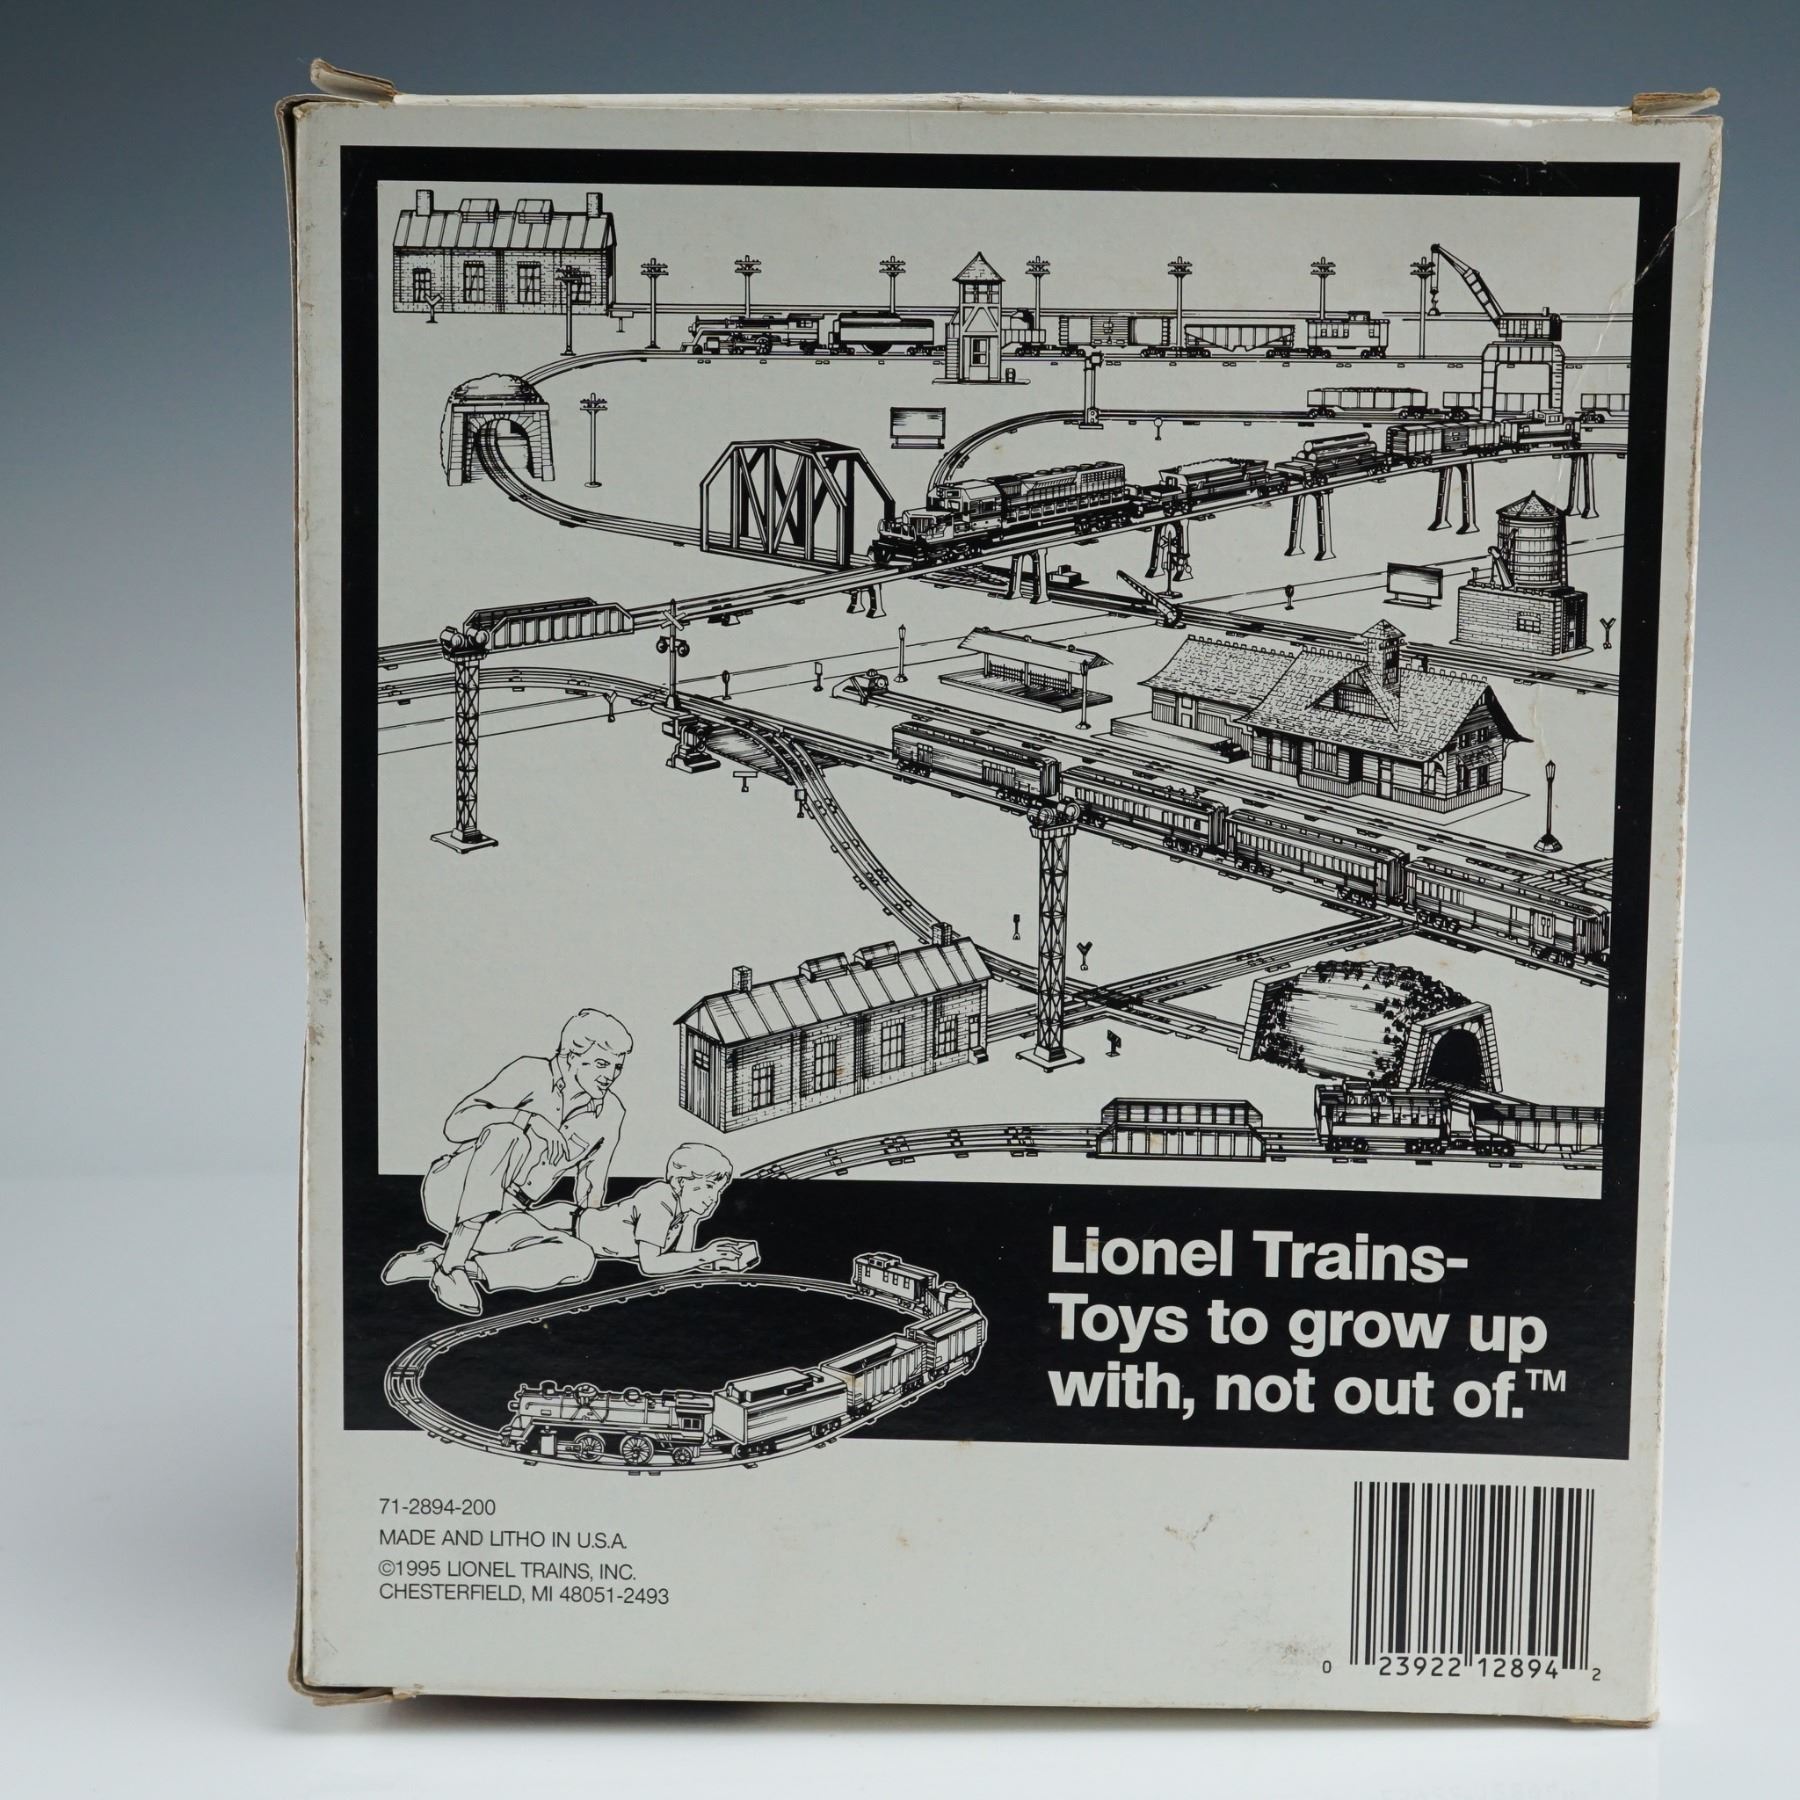 Lionel Trains-
Toys to grow up
with, not out of.™
71-2894-200
MADE AND LITHO IN U.S.A.
©1995 LIONEL TRAINS, INC.
CHESTERFIELD, MI 48051-2493
0 23922 12894 2